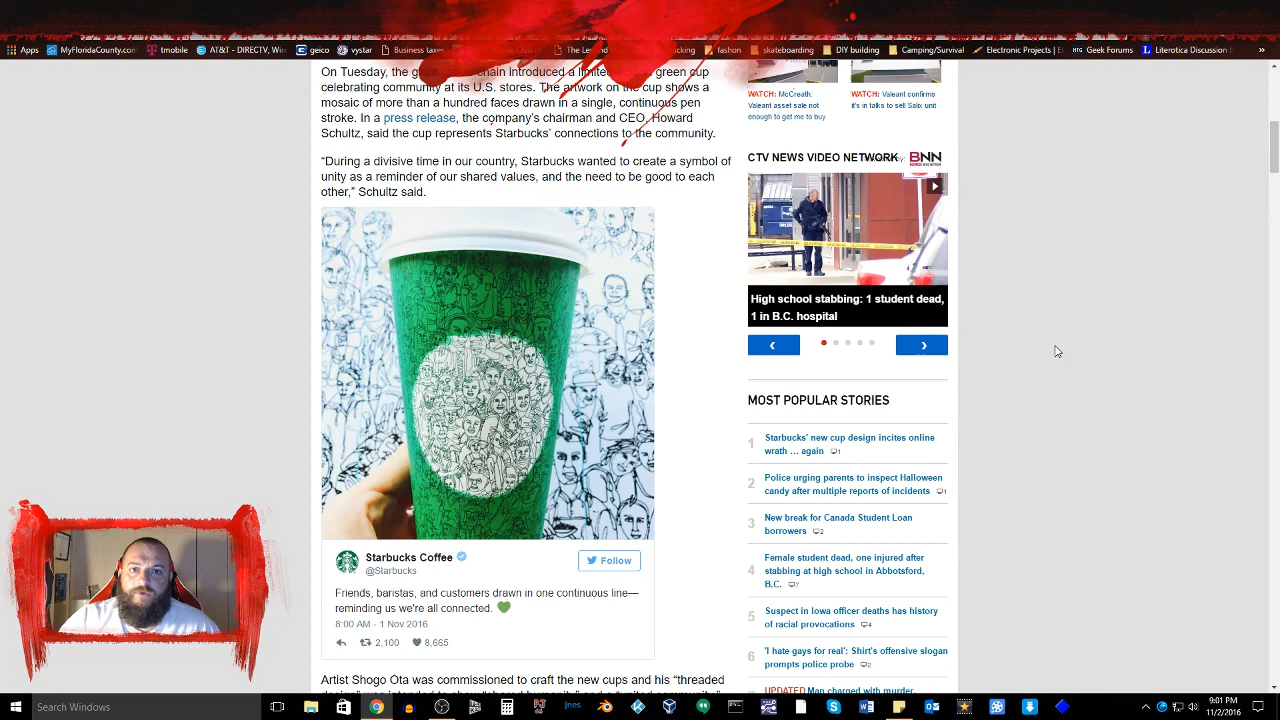 Apps MyFloridaCounty.com tmobile AT&T - DIRECTV, Win geico vystar Business taxes The Le fashion skateboarding DIY building Camping/Survival Electronic Projects | El Geek Forums Literotica Discussion B »
On Tuesday, the giant chain introduced a limited green cup
celebrating community at its U.S. stores. The artwork on the cup shows a
mosaic of more than a hundred faces drawn in a single, continuous pen
stroke. In a press release, the company's chairman and CEO, Howard
Schultz, said the cup represents Starbucks' connections to the community.
“During a divisive time in our country, Starbucks wanted to create a symbol of
unity as a reminder of our shared values, and the need to be good to each
other,” Schultz said.
Starbucks Coffee
@Starbucks
Follow
Friends, baristas, and customers drawn in one continuous line—
reminding us we're all connected.
8:00 AM - 1 Nov 2016
2,100 8,665
Artist Shogo Ota was commissioned to craft the new cups and his “threaded
WATCH: McCreath:
Valeant asset sale not
enough to get me to buy
WATCH: Valeant confirms
it's in talks to sell Salix unit
CTV NEWS VIDEO NETWORK
BNN
High school stabbing: 1 student dead,
1 in B.C. hospital
MOST POPULAR STORIES
1 Starbucks' new cup design incites online
wrath ... again 1
2 Police urging parents to inspect Halloween
candy after multiple reports of incidents 1
3 New break for Canada Student Loan
borrowers 2
4 Female student dead, one injured after
stabbing at high school in Abbotsford,
B.C. 7
5 Suspect in Iowa officer deaths has history
of racial provocations 4
6 'I hate gays for real': Shirt's offensive slogan
prompts police probe 2
UPDATED Man charged with murder,
Search Windows
9:01 PM
11/2/2016